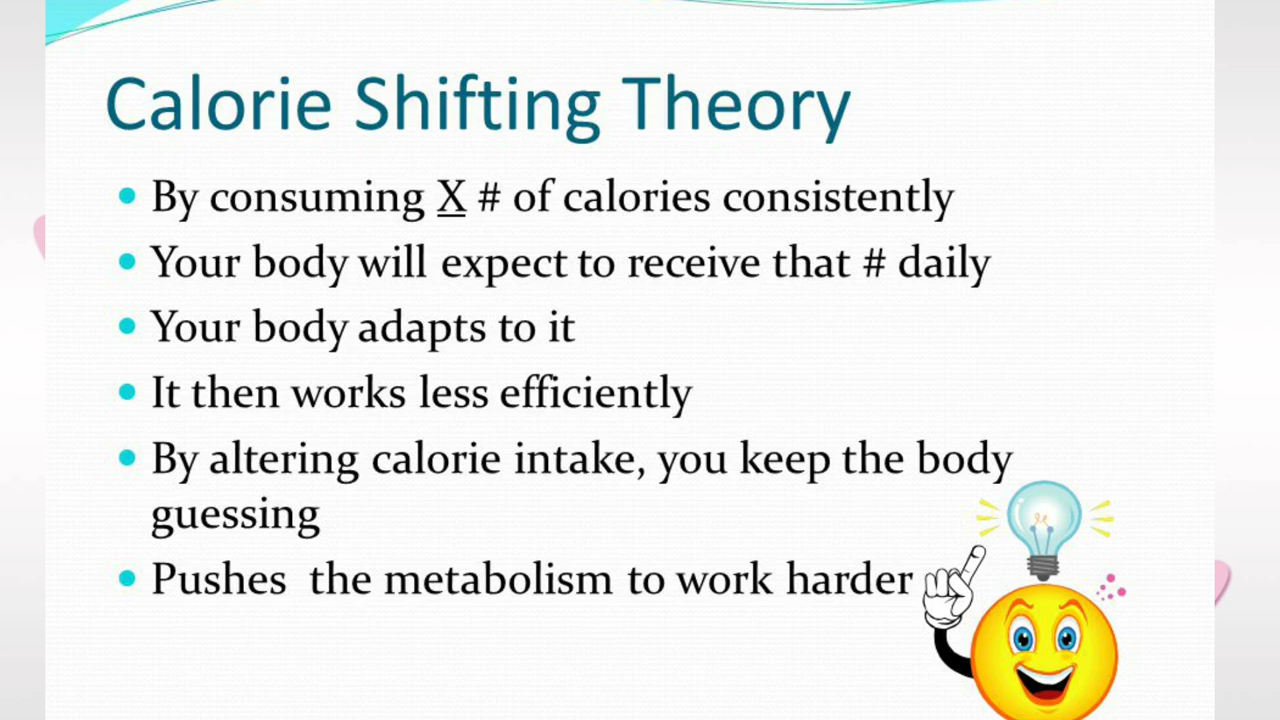 Calorie Shifting Theory
• By consuming X # of calories consistently
• Your body will expect to receive that # daily
• Your body adapts to it
• It then works less efficiently
• By altering calorie intake, you keep the body
guessing
• Pushes the metabolism to work harder